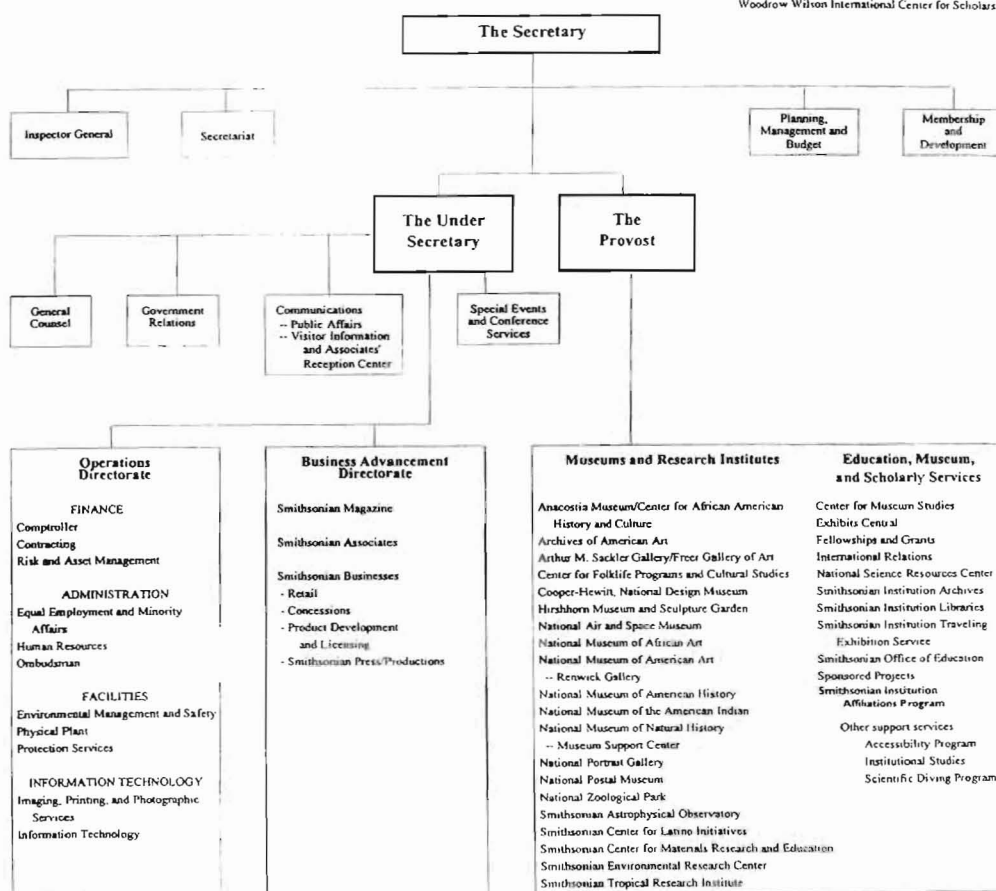 Woodrow Wilson International Center for Scholars
The Secretary
Inspector General
Secretariat
Planning,
Management and
Budget
Membership
and
Development
The Under
Secretary
The
Provost
General
Counsel
Government
Relations
Communications
-- Public Affairs
-- Visitor Information
and Associates'
Reception Center
Special Events
and Conference
Services
Operations
Directorate
FINANCE
Comptroller
Contracting
Risk and Asset Management
ADMINISTRATION
Equal Employment and Minority
Affairs
Human Resources
Ombudsman
FACILITIES
Environmental Management and Safety
Physical Plant
Protection Services
INFORMATION TECHNOLOGY
Imaging, Printing, and Photographic
Services
Information Technology
Business Advancement
Directorate
Smithsonian Magazine
Smithsonian Associates
Smithsonian Businesses
- Retail
- Concessions
- Product Development
and Licensing
- Smithsonian Press/Productions
Museums and Research Institutes
Anacostia Museum/Center for African American
History and Culture
Archives of American Art
Arthur M. Sackler Gallery/Freer Gallery of Art
Center for Folklife Programs and Cultural Studies
Cooper-Hewitt, National Design Museum
Hirshhorn Museum and Sculpture Garden
National Air and Space Museum
National Museum of African Art
National Museum of American Art
-- Renwick Gallery
National Museum of American History
National Museum of the American Indian
National Museum of Natural History
-- Museum Support Center
National Portrait Gallery
National Postal Museum
National Zoological Park
Smithsonian Astrophysical Observatory
Smithsonian Center for Latino Initiatives
Smithsonian Center for Materials Research and Education
Smithsonian Environmental Research Center
Smithsonian Tropical Research Institute
Education, Museum,
and Scholarly Services
Center for Museum Studies
Exhibits Central
Fellowships and Grants
International Relations
National Science Resources Center
Smithsonian Institution Archives
Smithsonian Institution Libraries
Smithsonian Institution Traveling
Exhibition Service
Smithsonian Office of Education
Sponsored Projects
Smithsonian Institution
Affiliations Program
Other support services
Accessibility Program
Institutional Studies
Scientific Diving Program